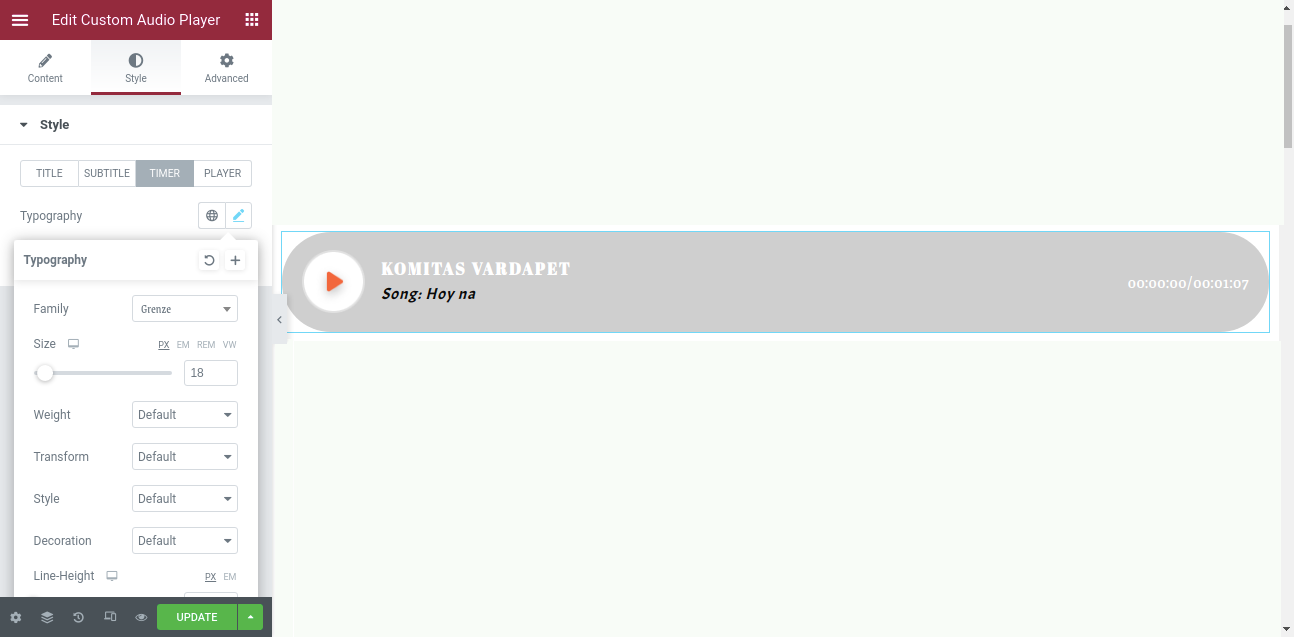 Edit Custom Audio Player
Content
Style
Advanced
Style
TITLE
SUBTITLE
TIMER
PLAYER
Typography
Typography
Family
Grenze
Size
PX EM REM VW
18
Weight
Default
Transform
Default
Style
Default
Decoration
Default
Line-Height
PX EM
UPDATE
KOMITAS VARDAPET
Song: Hoy na
00:00:00/00:01:07